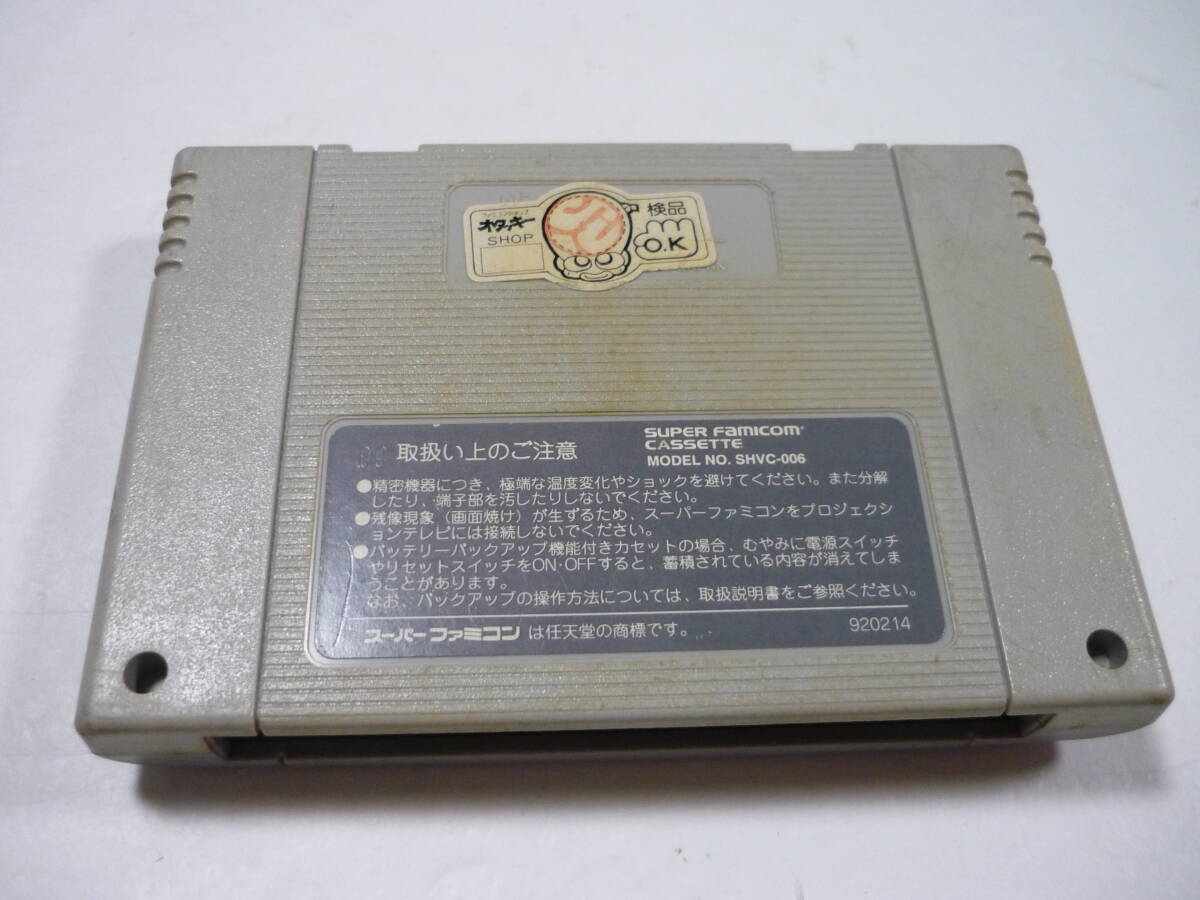 オタッキー
SHOP
検品
O.K
取扱い上のご注意
SUPER FAMICOM
CASSETTE
MODEL NO. SHVC-006
●精密機器につき、極端な温度変化やショックを避けてください。また分解
したり、端子部を汚したりしないでください。
●残像現象（画面焼け）が生ずるため、スーパーファミコンをプロジェクシ
ョンテレビには接続しないでください。
●バッテリーバックアップ機能付きカセットの場合、むやみに電源スイッチ
やリセットスイッチをON・OFFすると、蓄積されている内容が消えてしま
うことがあります。
なお、バックアップの操作方法については、取扱説明書をご参照ください。
スーパーファミコン は任天堂の商標です。
920214